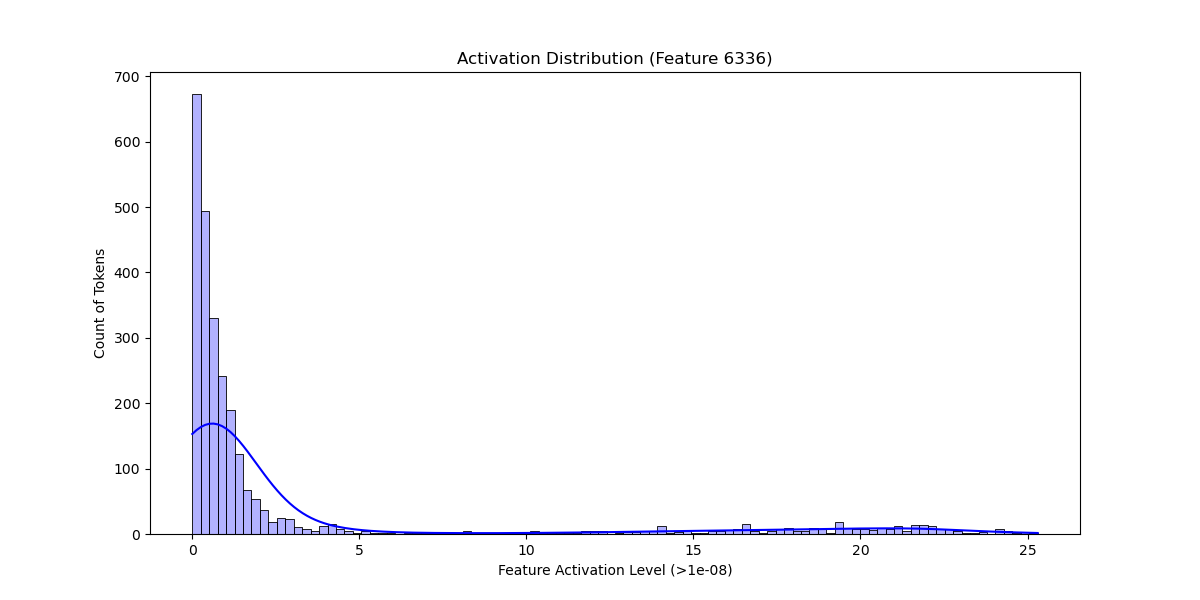 Activation Distribution (Feature 6336)
700
600
500
400
300
200
100
0
Count of Tokens
0 5 10 15 20 25
Feature Activation Level (>1e-08)